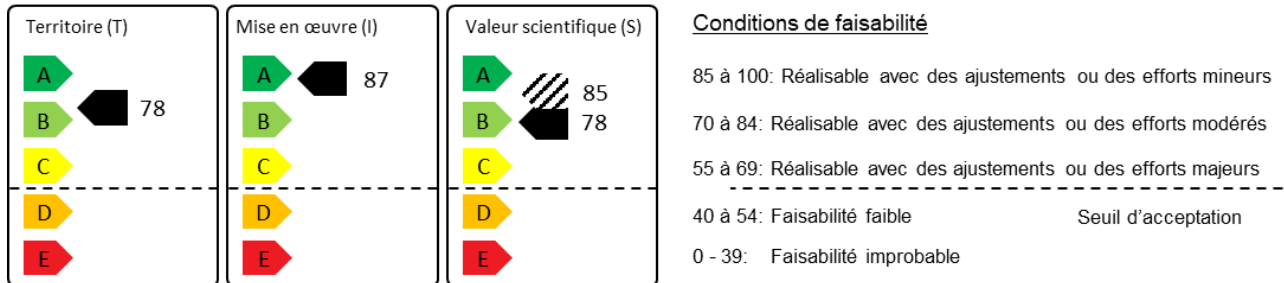 Territoire (T)
A
B
C
D
E
78
Mise en œuvre (I)
A
B
C
D
E
87
Valeur scientifique (S)
A
B
C
D
E
85
78
Conditions de faisabilité
85 à 100: Réalisable avec des ajustements ou des efforts mineurs
70 à 84: Réalisable avec des ajustements ou des efforts modérés
55 à 69: Réalisable avec des ajustements ou des efforts majeurs
40 à 54: Faisabilité faible
Seuil d'acceptation
0 - 39: Faisabilité improbable